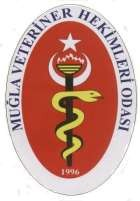 MUĞLA VETERİNER HEKİMLERİ ODASI
1996